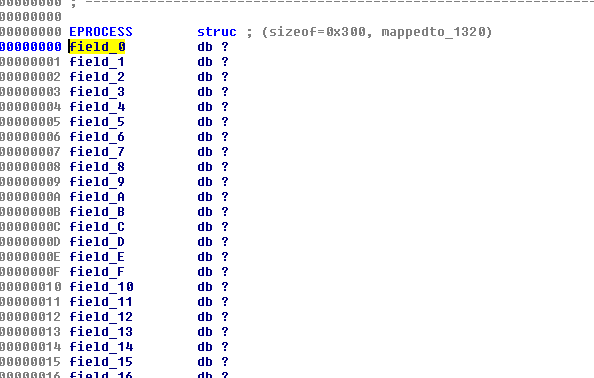 00000000 ; ------------------------------------------------------------------
00000000
00000000 EPROCESS struc ; (sizeof=0x300, mappedto_1320)
00000000 field_0 db ?
00000001 field_1 db ?
00000002 field_2 db ?
00000003 field_3 db ?
00000004 field_4 db ?
00000005 field_5 db ?
00000006 field_6 db ?
00000007 field_7 db ?
00000008 field_8 db ?
00000009 field_9 db ?
0000000A field_A db ?
0000000B field_B db ?
0000000C field_C db ?
0000000D field_D db ?
0000000E field_E db ?
0000000F field_F db ?
00000010 field_10 db ?
00000011 field_11 db ?
00000012 field_12 db ?
00000013 field_13 db ?
00000014 field_14 db ?
00000015 field_15 db ?
00000016 field_16 db ?